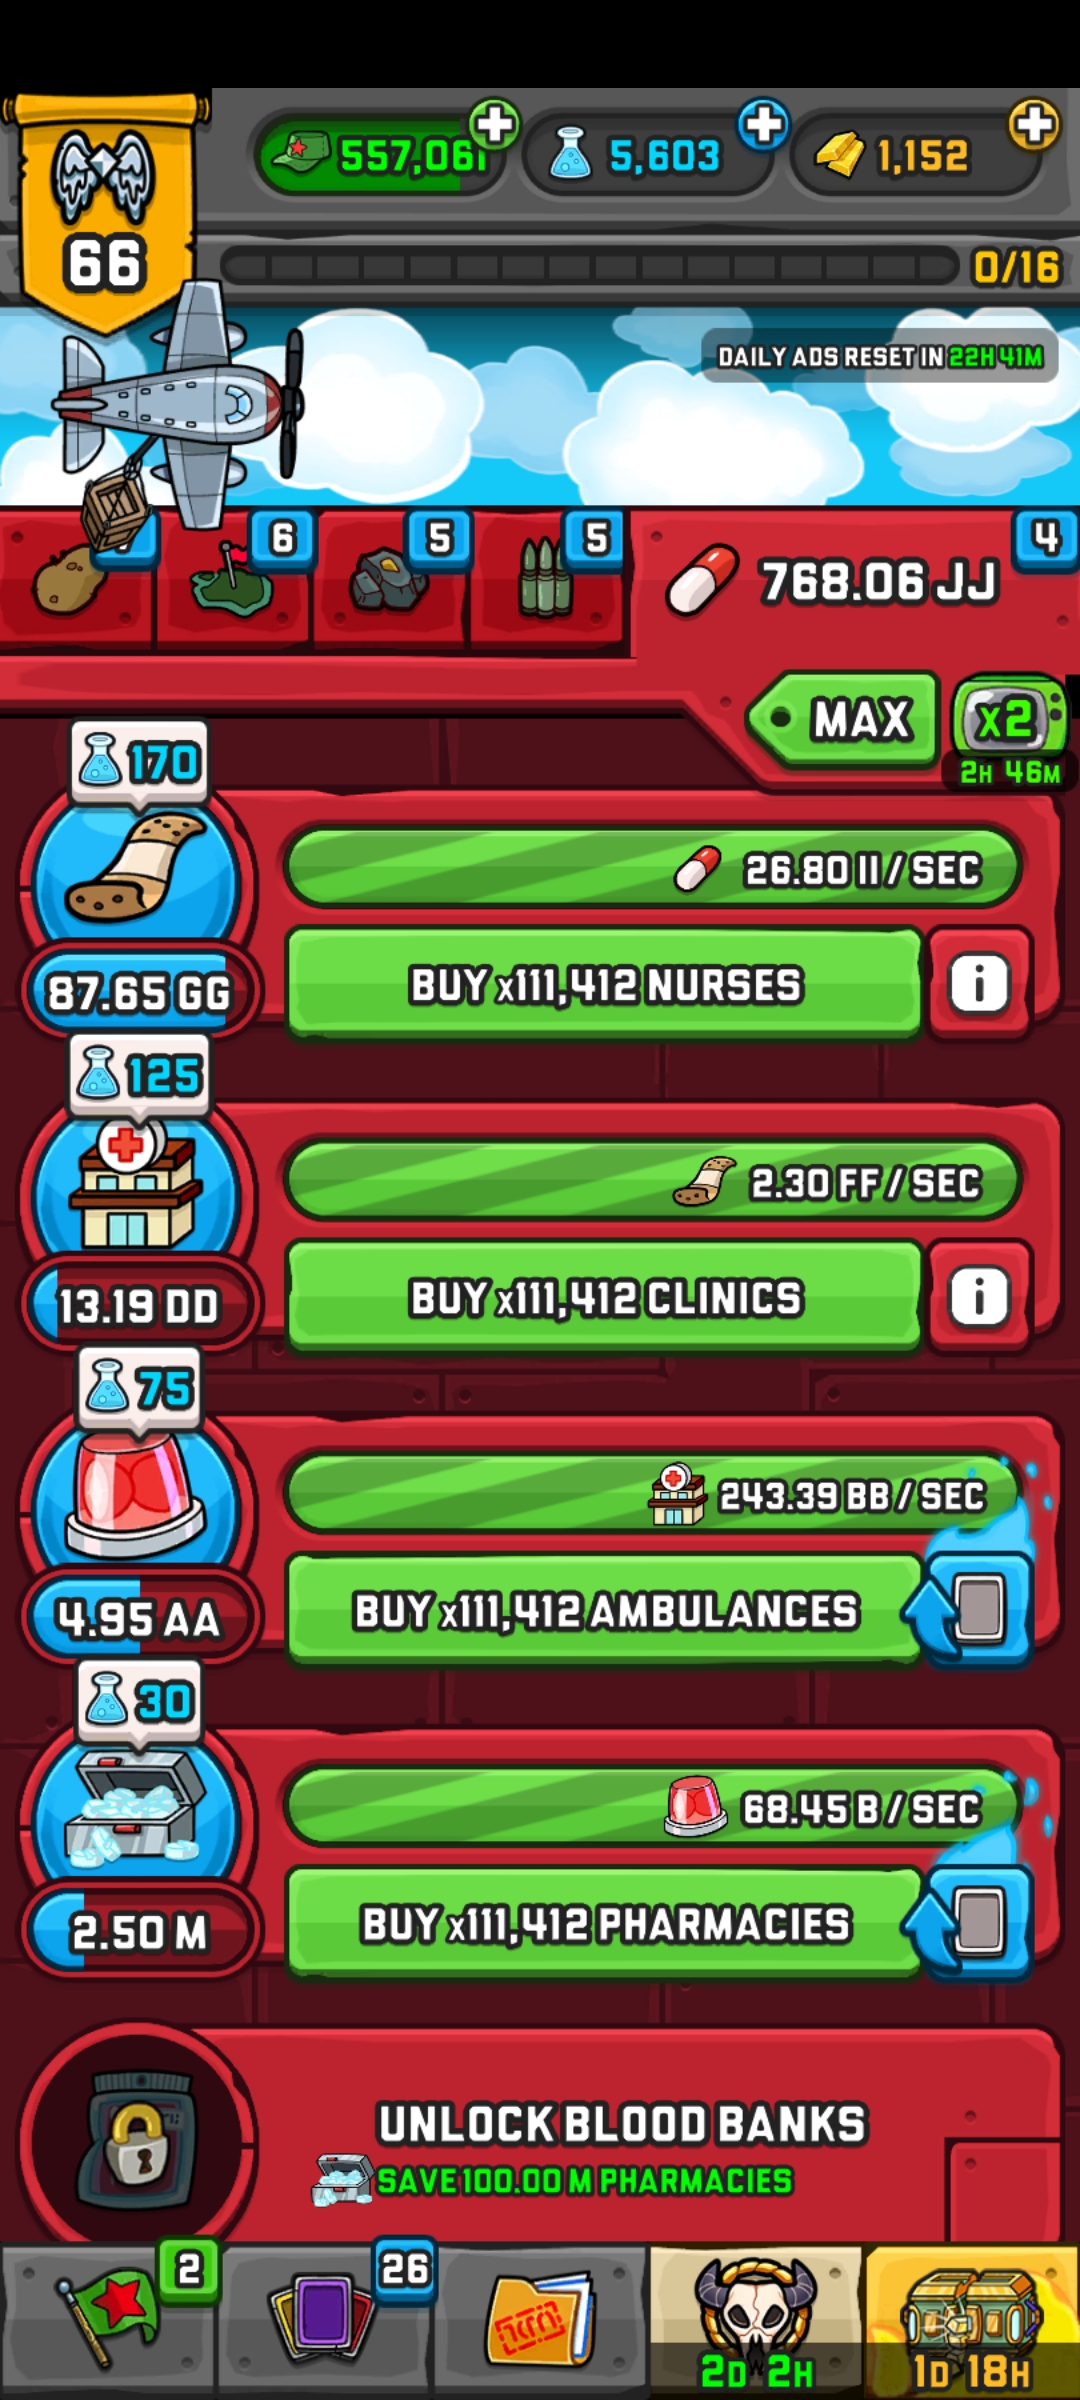 557,061
5,603
1,152
66
0/16
DAILY ADS RESET IN 22H 41M
6
5
5
4
768.06 JJ
MAX
x2
2H 46M
170
26.80 II / SEC
87.65 GG
BUY x111,412 NURSES
i
125
2.30 FF / SEC
13.19 DD
BUY x111,412 CLINICS
i
75
243.39 BB / SEC
4.95 AA
BUY x111,412 AMBULANCES
30
68.45 B / SEC
2.50 M
BUY x111,412 PHARMACIES
UNLOCK BLOOD BANKS
SAVE 100.00 M PHARMACIES
2
26
2D 2H
1D 18H